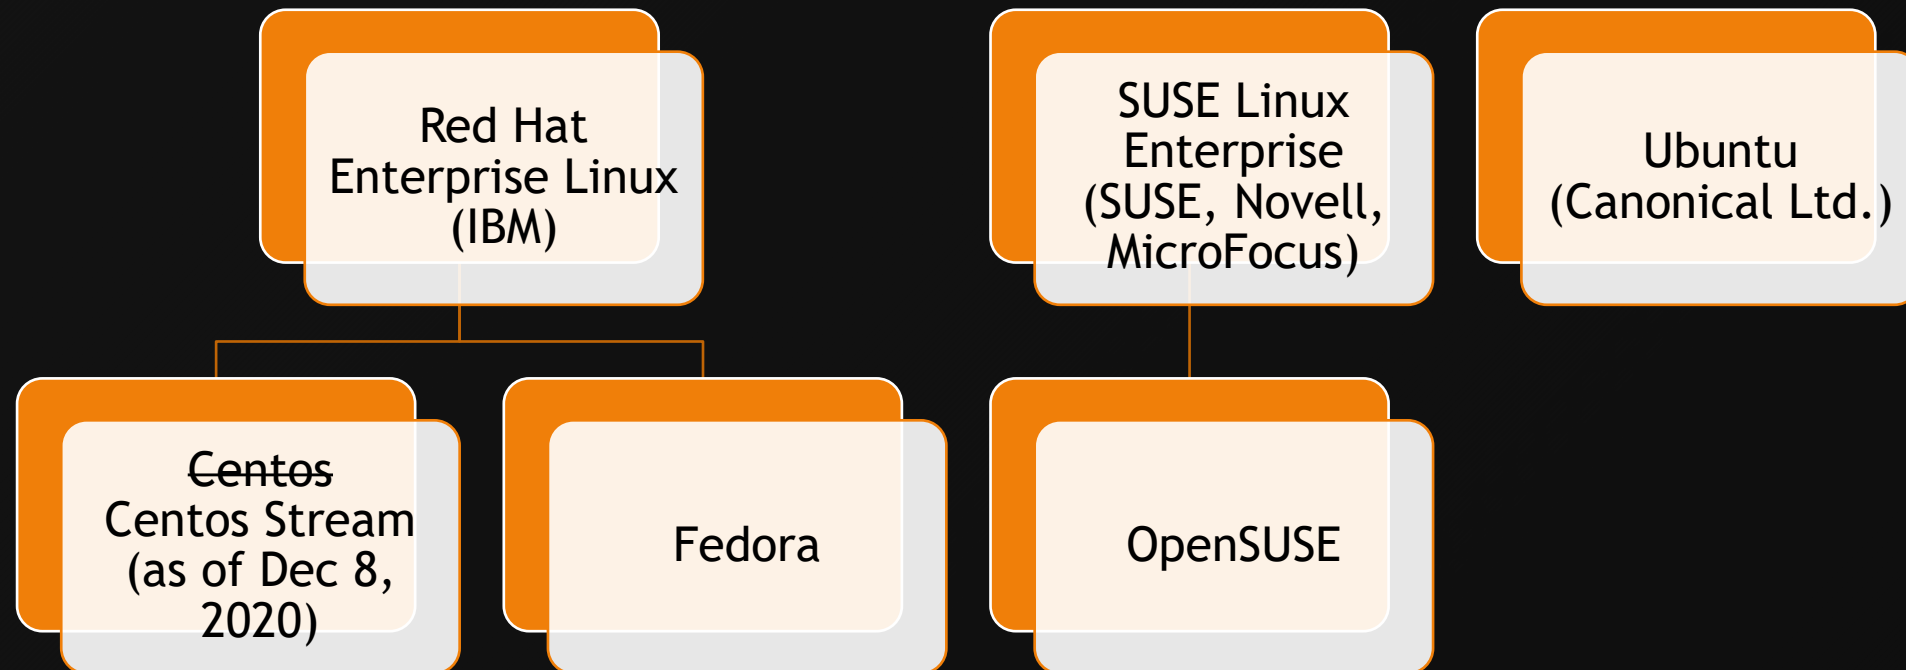 Red Hat
Enterprise Linux
(IBM)
SUSE Linux
Enterprise
(SUSE, Novell,
MicroFocus)
Ubuntu
(Canonical Ltd.)
Centos
Centos Stream
(as of Dec 8,
2020)
Fedora
OpenSUSE